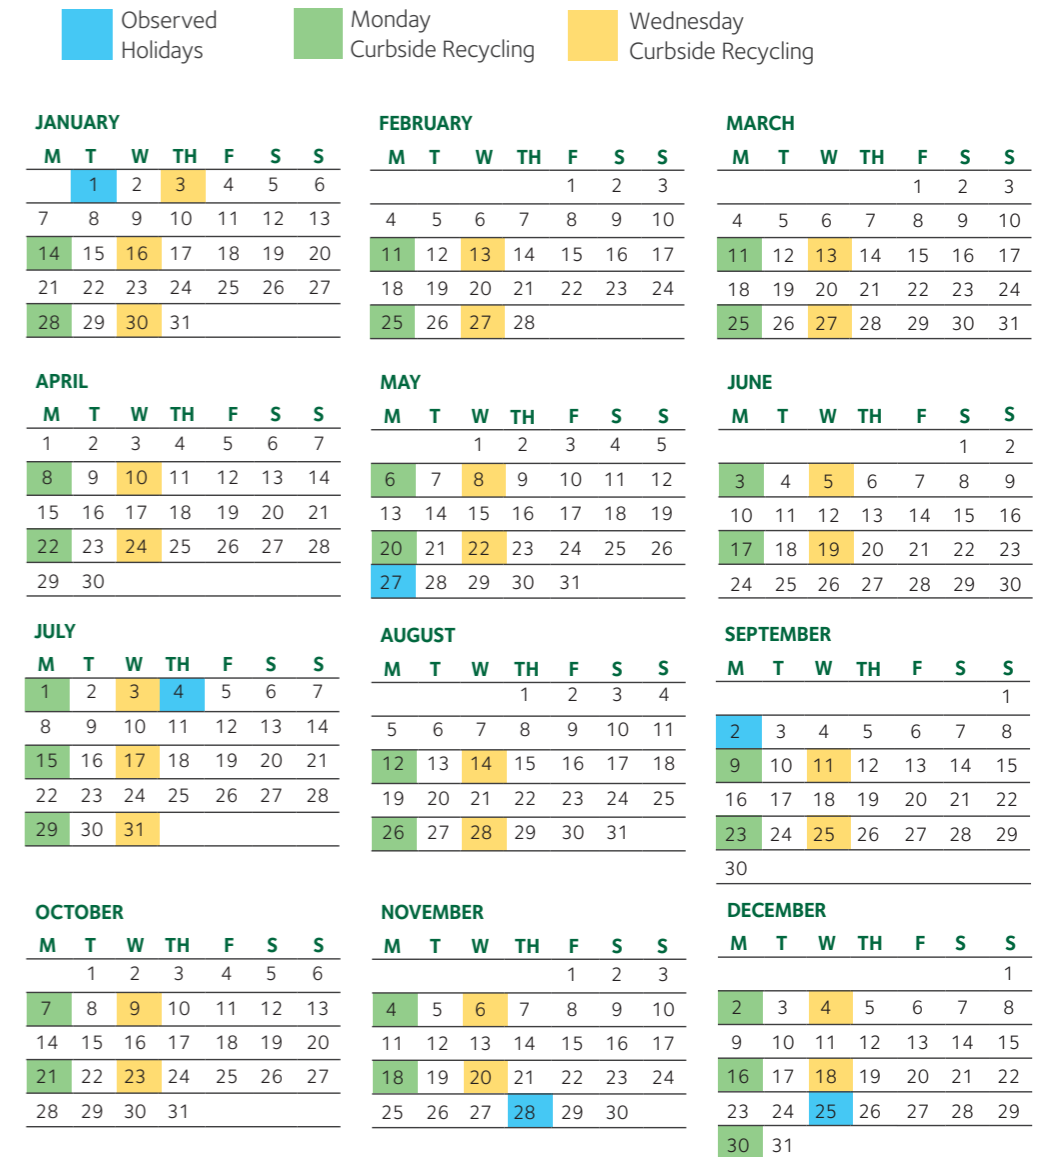 Observed
Holidays
Monday
Curbside Recycling
Wednesday
Curbside Recycling
JANUARY
M T W TH F S S
1 2 3 4 5 6
7 8 9 10 11 12 13
14 15 16 17 18 19 20
21 22 23 24 25 26 27
28 29 30 31
FEBRUARY
M T W TH F S S
1 2 3
4 5 6 7 8 9 10
11 12 13 14 15 16 17
18 19 20 21 22 23 24
25 26 27 28
MARCH
M T W TH F S S
1 2 3
4 5 6 7 8 9 10
11 12 13 14 15 16 17
18 19 20 21 22 23 24
25 26 27 28 29 30 31
APRIL
M T W TH F S S
1 2 3 4 5 6 7
8 9 10 11 12 13 14
15 16 17 18 19 20 21
22 23 24 25 26 27 28
29 30
MAY
M T W TH F S S
1 2 3 4 5
6 7 8 9 10 11 12
13 14 15 16 17 18 19
20 21 22 23 24 25 26
27 28 29 30 31
JUNE
M T W TH F S S
1 2
3 4 5 6 7 8 9
10 11 12 13 14 15 16
17 18 19 20 21 22 23
24 25 26 27 28 29 30
JULY
M T W TH F S S
1 2 3 4 5 6 7
8 9 10 11 12 13 14
15 16 17 18 19 20 21
22 23 24 25 26 27 28
29 30 31
AUGUST
M T W TH F S S
1 2 3 4
5 6 7 8 9 10 11
12 13 14 15 16 17 18
19 20 21 22 23 24 25
26 27 28 29 30 31
SEPTEMBER
M T W TH F S S
1
2 3 4 5 6 7 8
9 10 11 12 13 14 15
16 17 18 19 20 21 22
23 24 25 26 27 28 29
30
OCTOBER
M T W TH F S S
1 2 3 4 5 6
7 8 9 10 11 12 13
14 15 16 17 18 19 20
21 22 23 24 25 26 27
28 29 30 31
NOVEMBER
M T W TH F S S
1 2 3
4 5 6 7 8 9 10
11 12 13 14 15 16 17
18 19 20 21 22 23 24
25 26 27 28 29 30
DECEMBER
M T W TH F S S
1
2 3 4 5 6 7 8
9 10 11 12 13 14 15
16 17 18 19 20 21 22
23 24 25 26 27 28 29
30 31